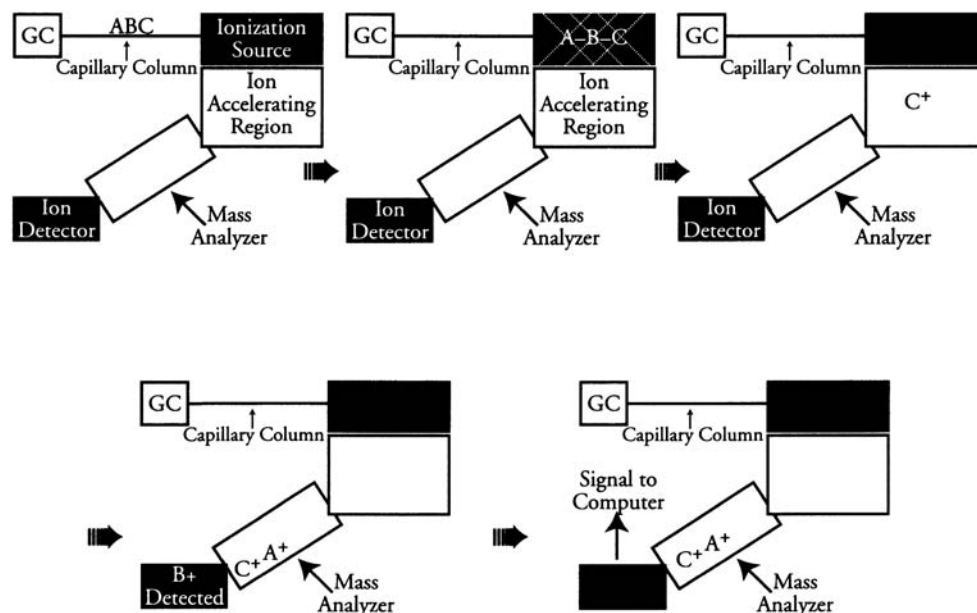 GC
ABC
Capillary Column
Ionization
Source
Ion
Accelerating
Region
Ion
Detector
Mass
Analyzer
GC
Capillary Column
A–B–C
Ion
Accelerating
Region
Ion
Detector
Mass
Analyzer
GC
Capillary Column
C+
Ion
Detector
Mass
Analyzer
GC
Capillary Column
C+ A+
B+
Detected
Mass
Analyzer
GC
Capillary Column
Signal to
Computer
C+ A+
Mass
Analyzer